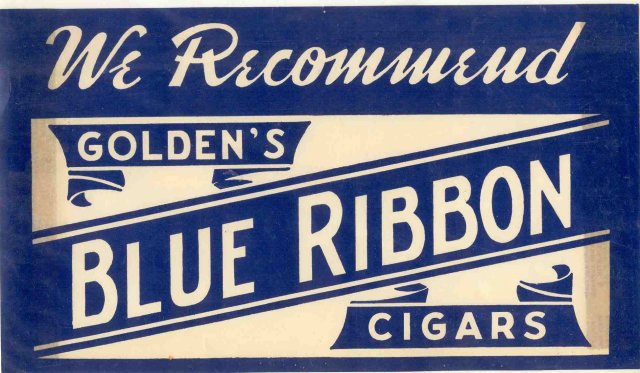 We Recommend
GOLDEN'S
BLUE RIBBON
CIGARS